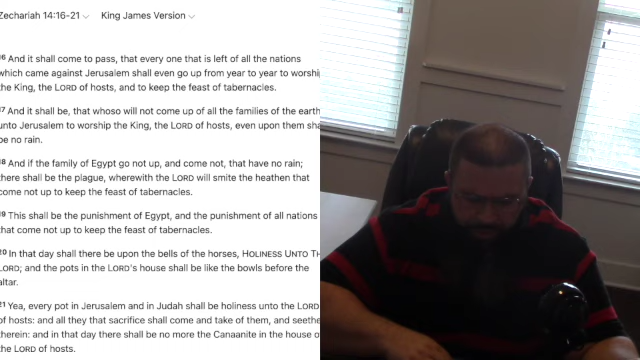 Zechariah 14:16-21 King James Version
16 And it shall come to pass, that every one that is left of all the nations
which came against Jerusalem shall even go up from year to year to worshi
the King, the LORD of hosts, and to keep the feast of tabernacles.
17 And it shall be, that whoso will not come up of all the families of the earth
unto Jerusalem to worship the King, the LORD of hosts, even upon them sha
be no rain.
18 And if the family of Egypt go not up, and come not, that have no rain;
there shall be the plague, wherewith the LORD will smite the heathen that
come not up to keep the feast of tabernacles.
19 This shall be the punishment of Egypt, and the punishment of all nations
that come not up to keep the feast of tabernacles.
20 In that day shall there be upon the bells of the horses, HOLINESS UNTO TH
LORD; and the pots in the LORD's house shall be like the bowls before the
altar.
21 Yea, every pot in Jerusalem and in Judah shall be holiness unto the LORD
of hosts: and all they that sacrifice shall come and take of them, and seethe
therein: and in that day there shall be no more the Canaanite in the house o
the LORD of hosts.